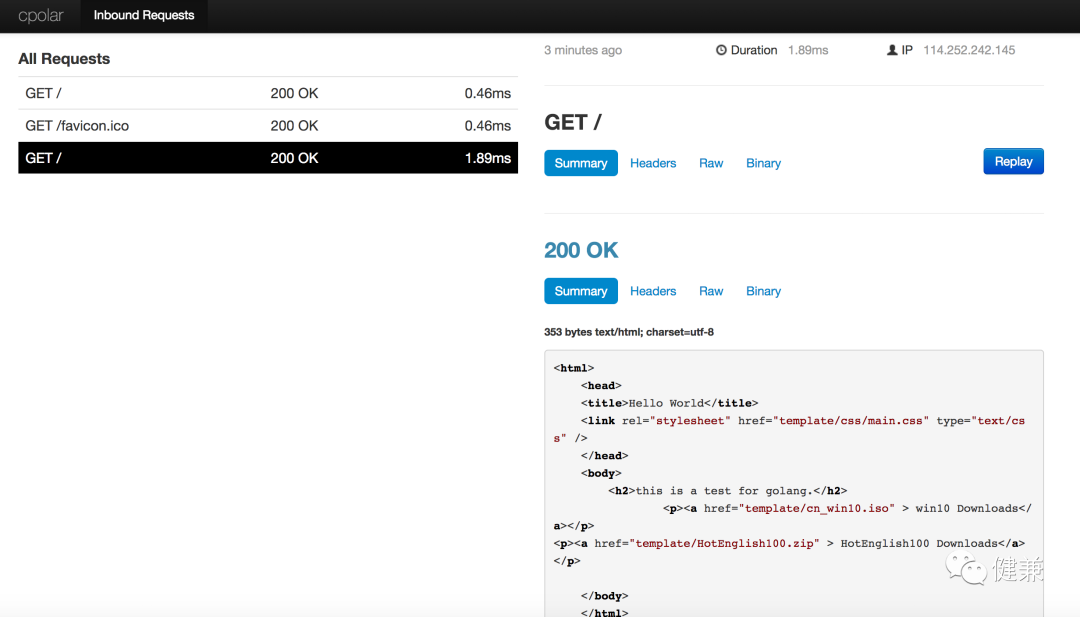 cpolar Inbound Requests
All Requests
GET / 200 OK 0.46ms
GET /favicon.ico 200 OK 0.46ms
GET / 200 OK 1.89ms
3 minutes ago Duration 1.89ms IP 114.252.242.145
GET /
Summary Headers Raw Binary Replay
200 OK
Summary Headers Raw Binary
353 bytes text/html; charset=utf-8
<html>
<head>
<title>Hello World</title>
<link rel="stylesheet" href="template/css/main.css" type="text/cs
s" />
</head>
<body>
<h2>this is a test for golang.</h2>
<p><a href="template/cn_win10.iso" > win10 Downloads</
a></p>
<p><a href="template/HotEnglish100.zip" > HotEnglish100 Downloads</a>
</p>
</body>
</html>
健兼